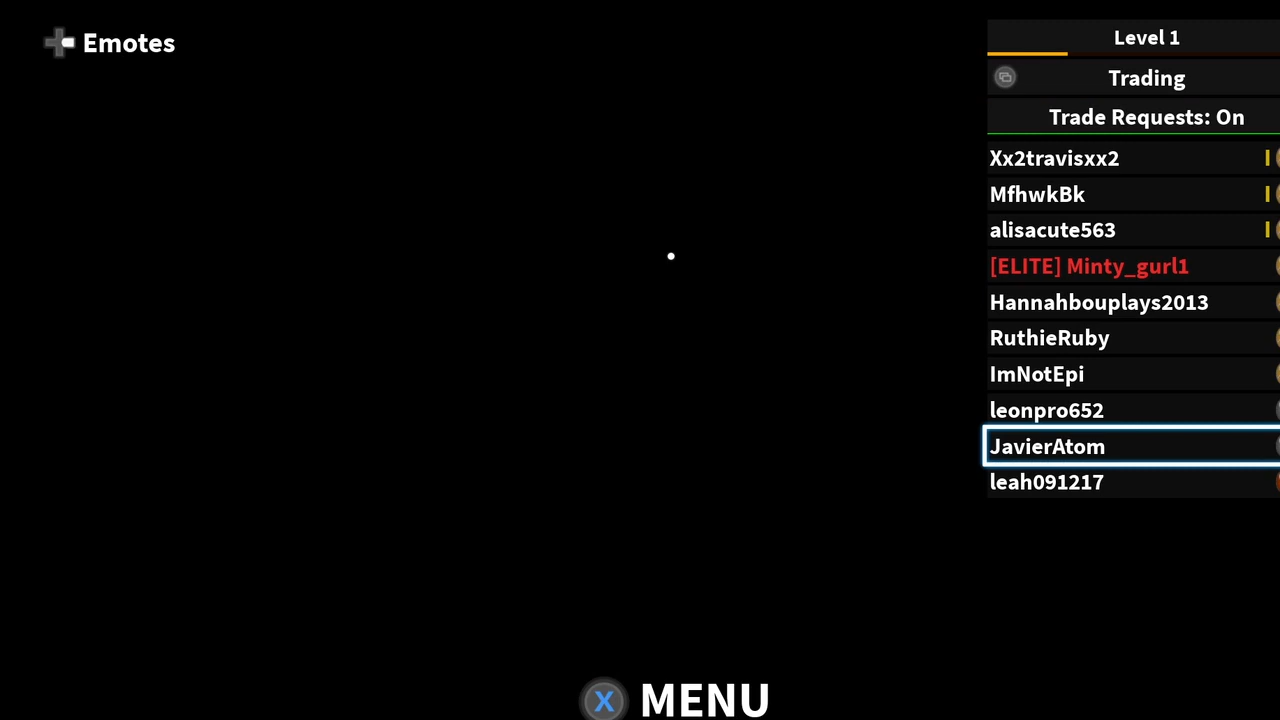 Emotes
Level 1
Trading
Trade Requests: On
Xx2travisxx2 I
MfhwkBk I
alisacute563 I
[ELITE] Minty_gurl1
Hannahbouplays2013
RuthieRuby
ImNotEpi
leonpro652
JavierAtom
leah091217
X MENU